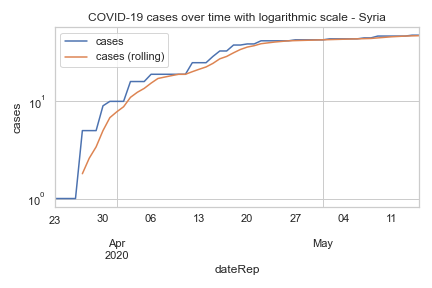 COVID-19 cases over time with logarithmic scale - Syria
cases
cases (rolling)
cases
10¹
10⁰
23 30 06 13 20 27 04 11
Apr May
2020
dateRep